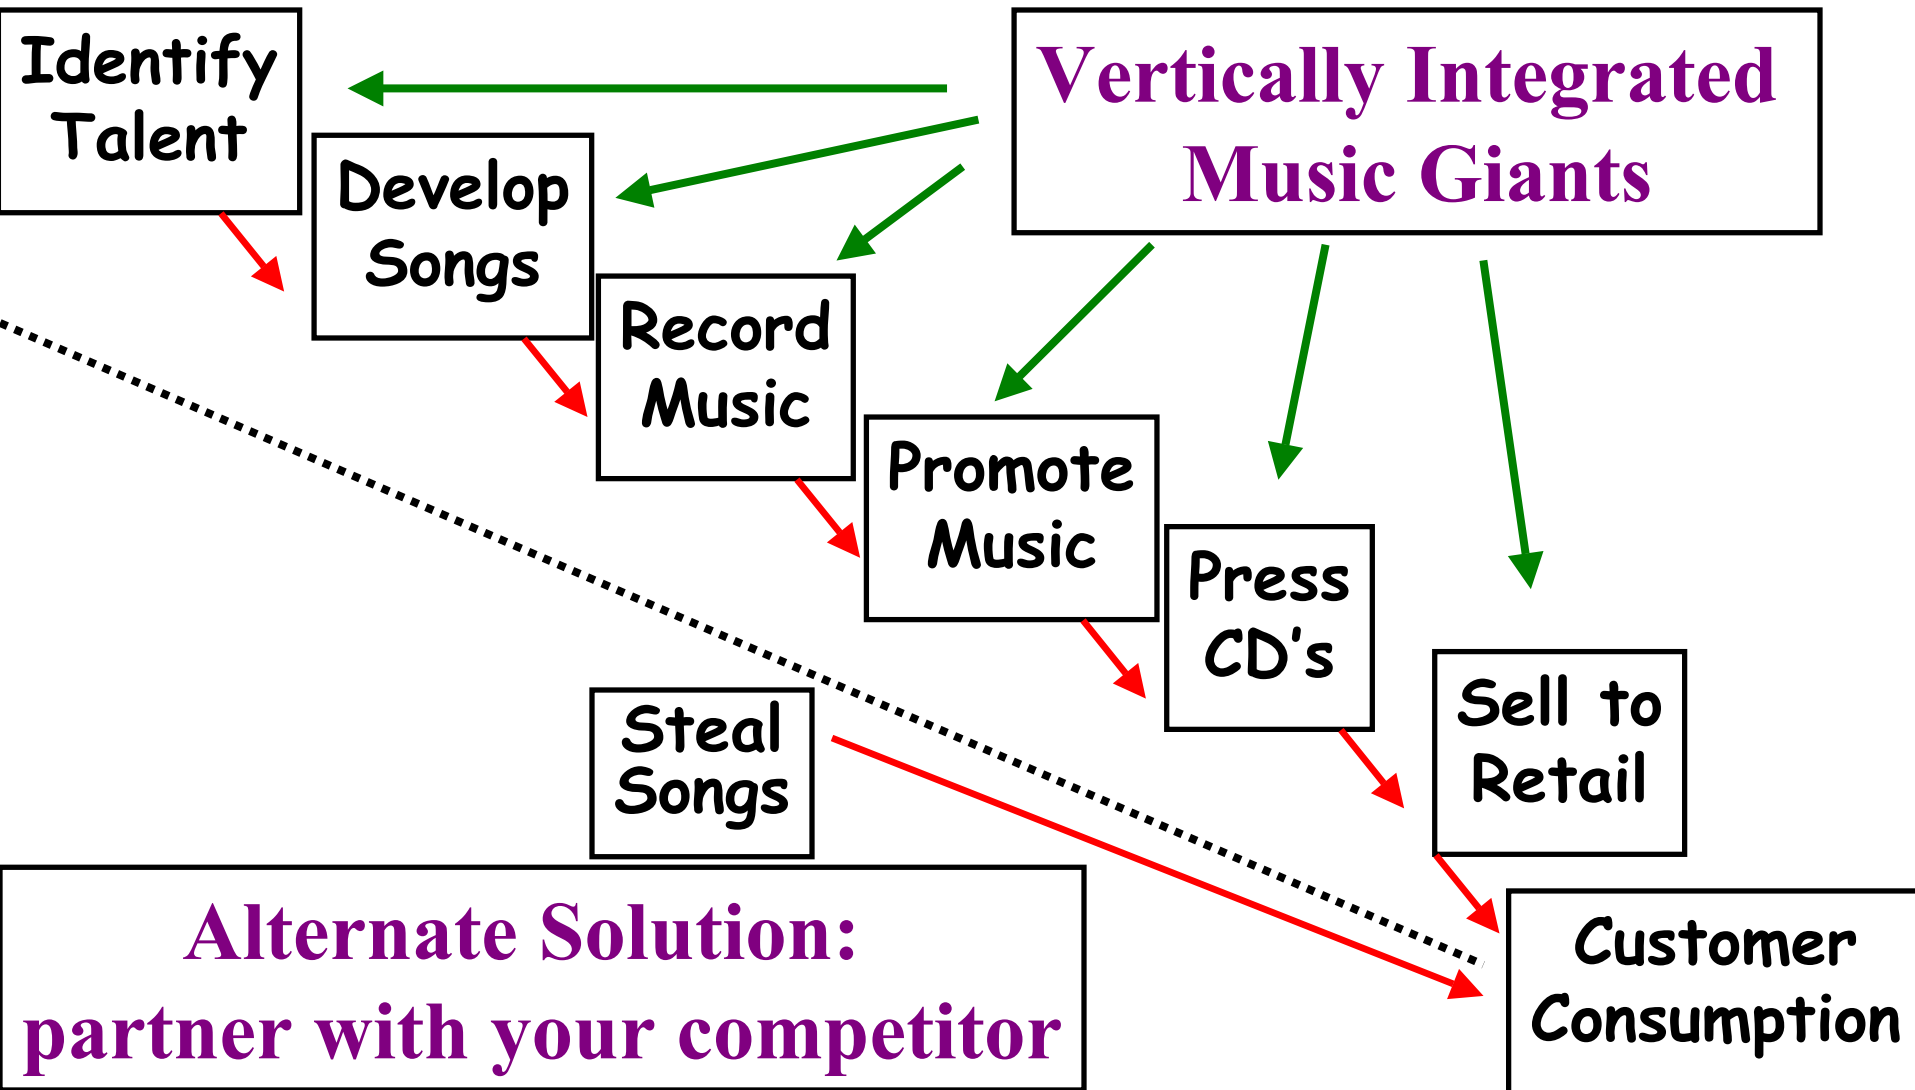 Identify
Talent
Vertically Integrated
Music Giants
Develop
Songs
Record
Music
Promote
Music
Press
CD's
Sell to
Retail
Steal
Songs
Alternate Solution:
partner with your competitor
Customer
Consumption